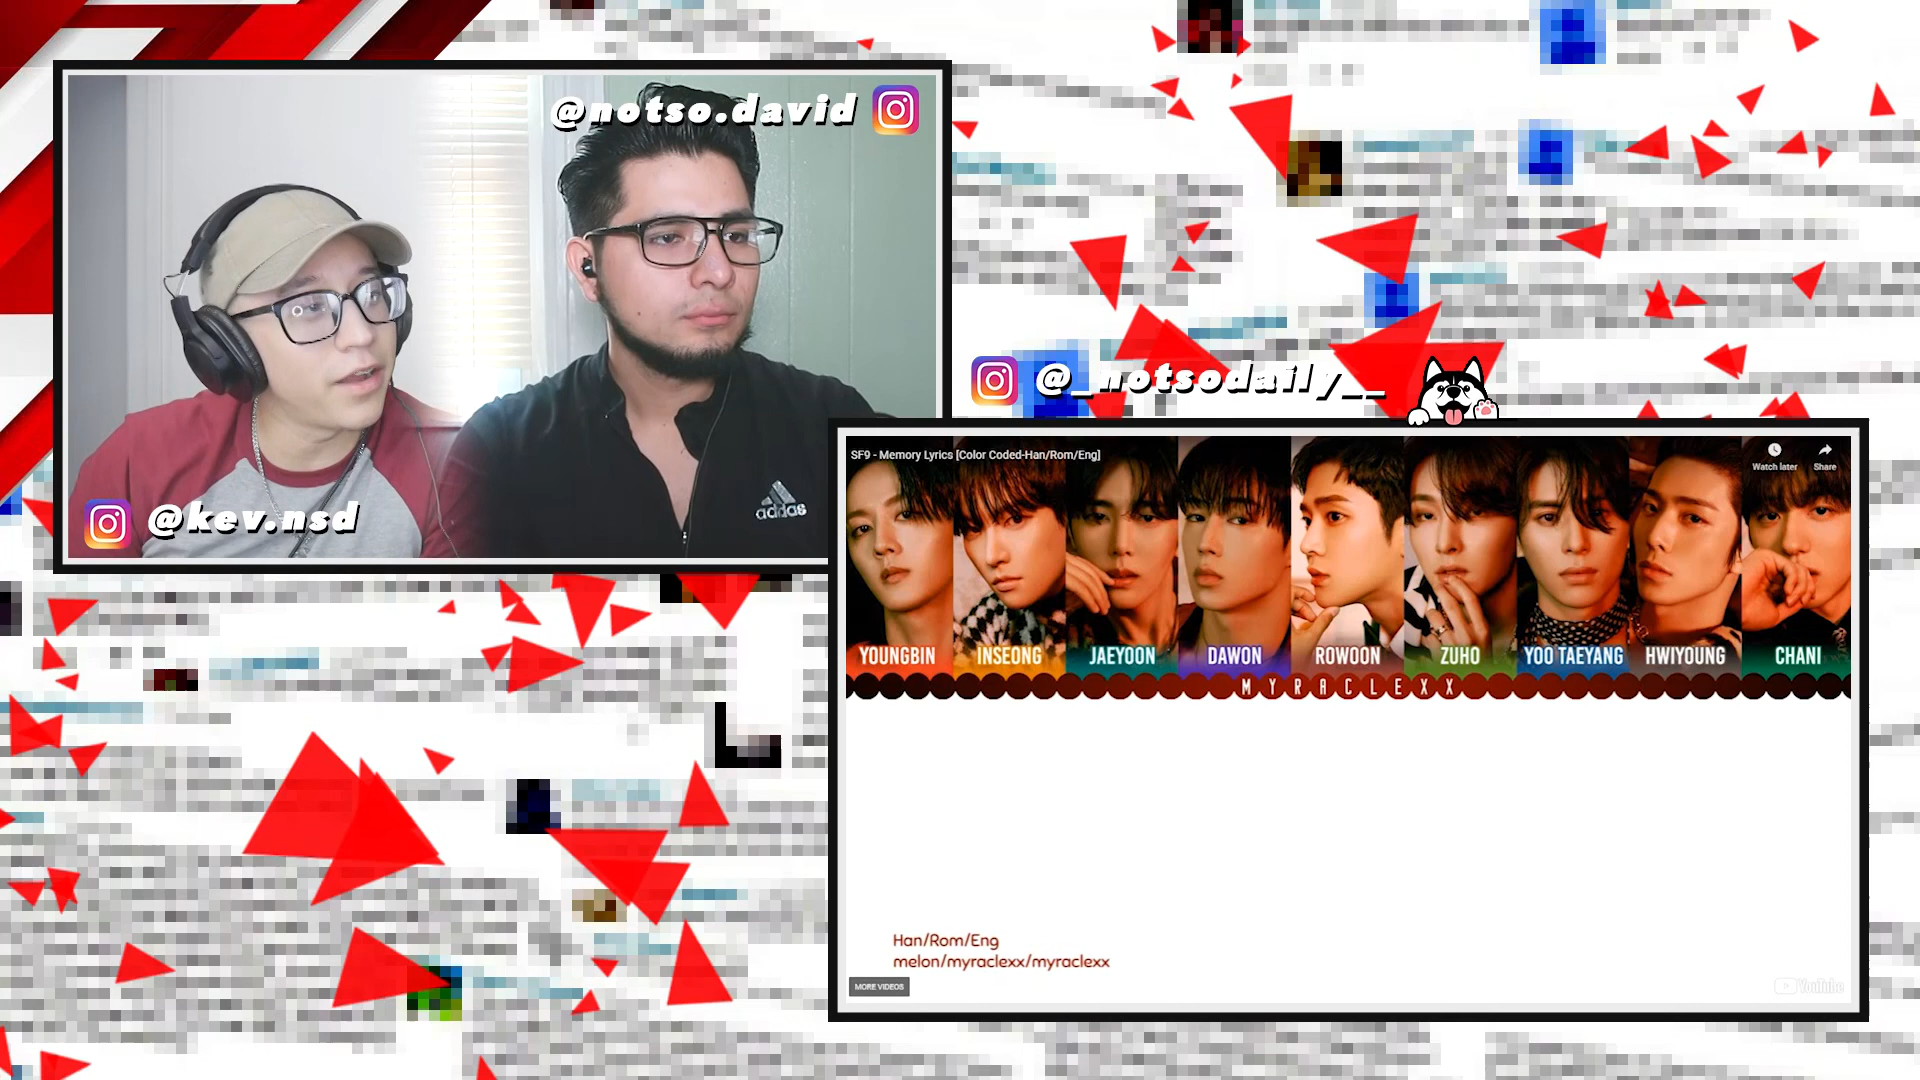 @notso.david
adidas
@kev.nsd
@_notsodaily__
SF9 - Memory Lyrics [Color Coded-Han/Rom/Eng]
Watch later
Share
YOUNGBIN
INSEONG
JAEYOON
DAWON
ROWOON
ZUHO
YOO TAEYANG
HWIYOUNG
CHANI
MYRACLEXX
Han/Rom/Eng
melon/myraclexx/myraclexx
MORE VIDEOS
YouTube